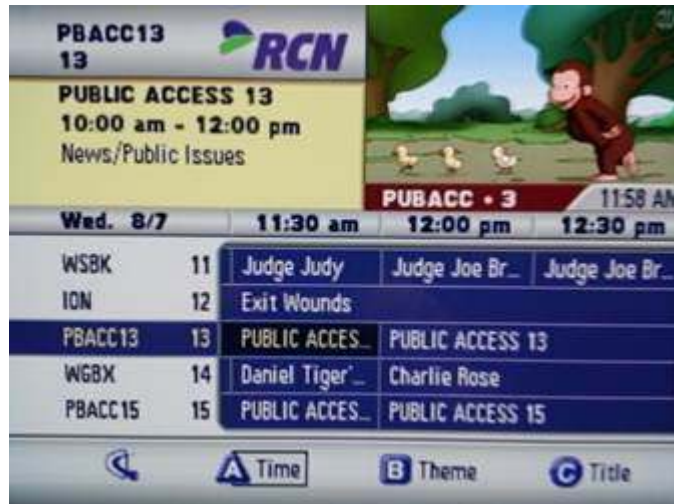 PBACC13
13
RCN
PUBLIC ACCESS 13
10:00 am - 12:00 pm
News/Public Issues
PUBACC • 3
11:58 AM
Wed. 8/7 11:30 am 12:00 pm 12:30 pm
WSBK 11 Judge Judy Judge Joe Br... Judge Joe Br...
ION 12 Exit Wounds
PBACC13 13 PUBLIC ACCES... PUBLIC ACCESS 13
WGBX 14 Daniel Tiger'... Charlie Rose
PBACC15 15 PUBLIC ACCES... PUBLIC ACCESS 15
A Time B Theme C Title